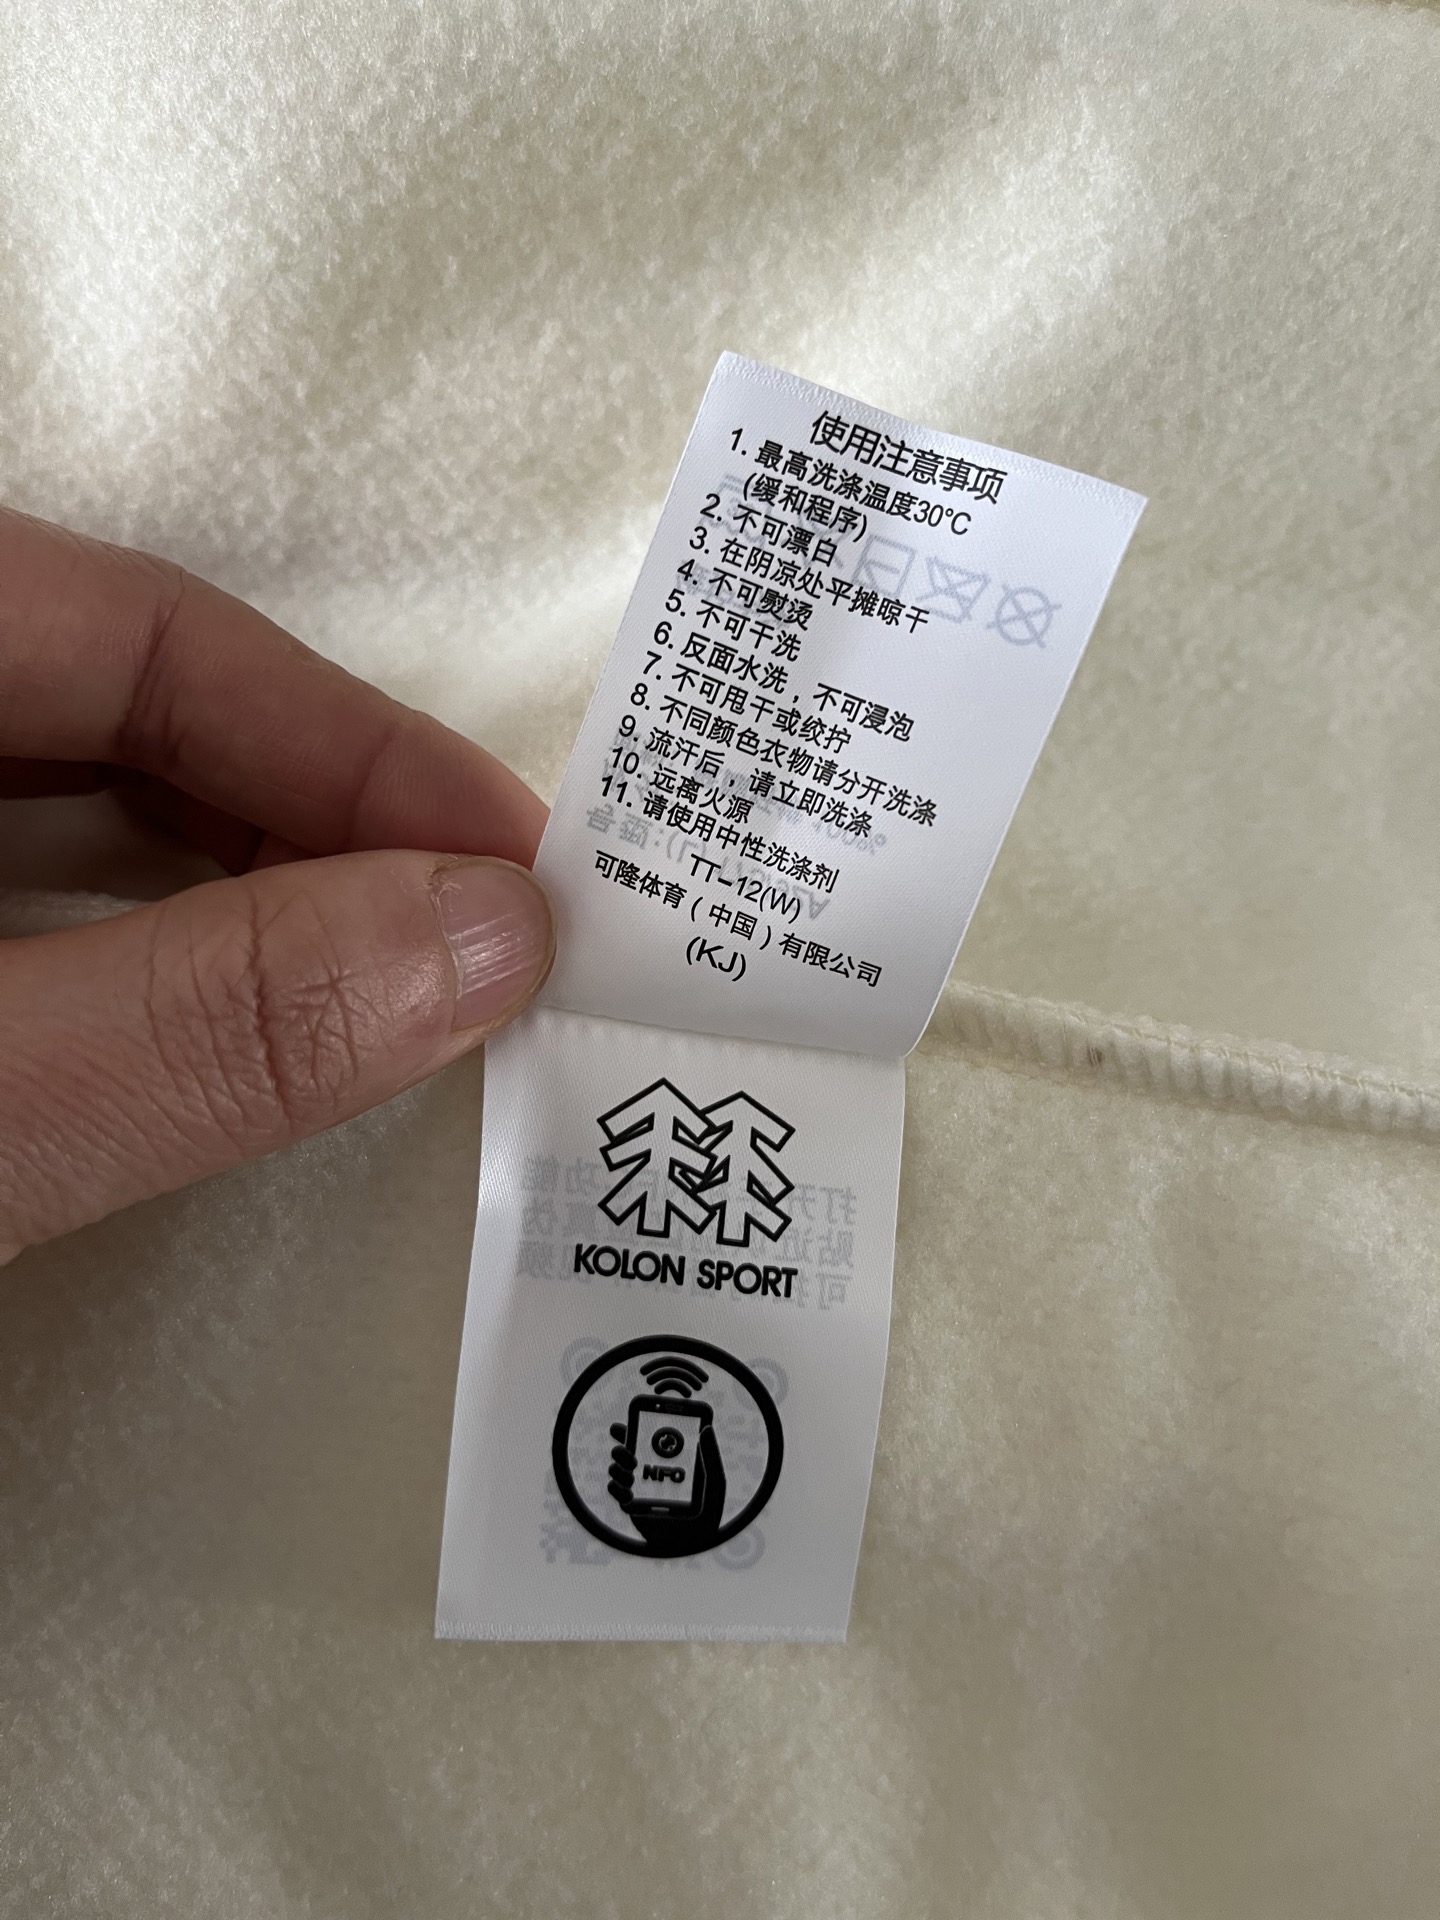 使用注意事项
1. 最高洗涤温度30°C
(缓和程序)
2. 不可漂白
3. 在阴凉处平摊晾干
4. 不可熨烫
5. 不可干洗
6. 反面水洗，不可浸泡
7. 不可甩干或绞拧
8. 不同颜色衣物请分开洗涤
9. 流汗后，请立即洗涤
10. 远离火源
11. 请使用中性洗涤剂
TT-12(W)
可隆体育（中国）有限公司
(KJ)
KOLON SPORT
NFO